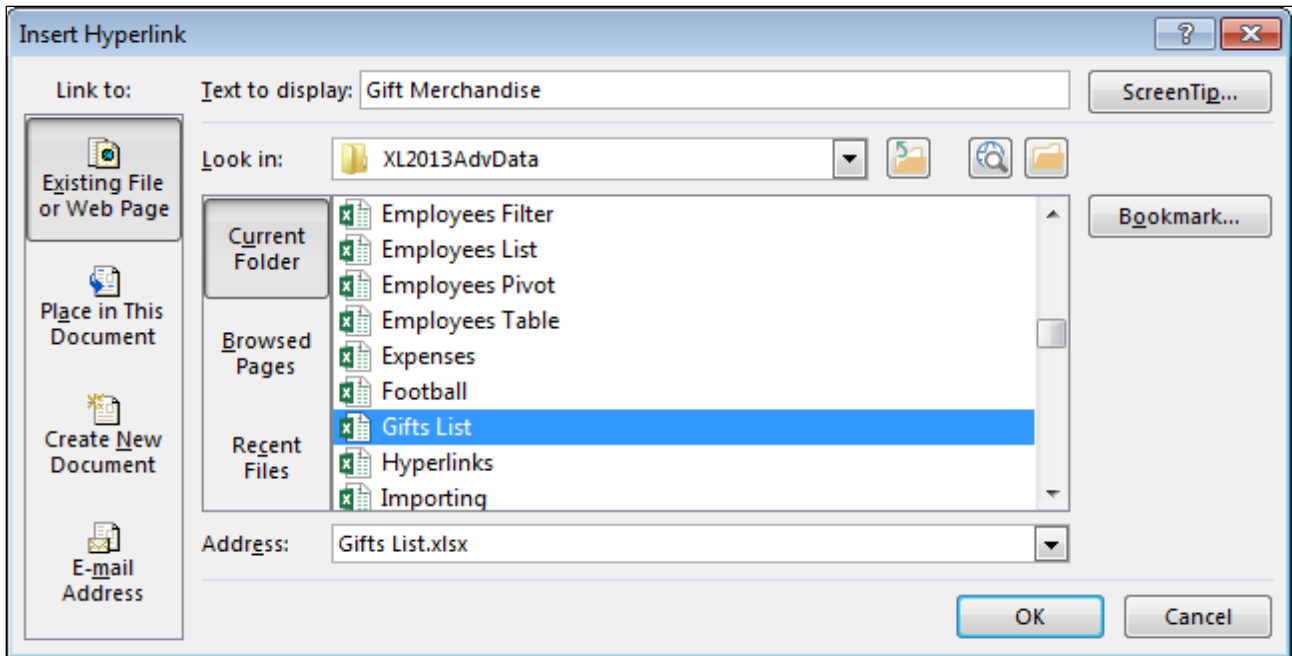 Insert Hyperlink
Link to:
Text to display: Gift Merchandise
ScreenTip...
Existing File
or Web Page
Look in: XL2013AdvData
Place in This
Document
Create New
Document
E-mail
Address
Current
Folder
Browsed
Pages
Recent
Files
Employees Filter
Employees List
Employees Pivot
Employees Table
Expenses
Football
Gifts List
Hyperlinks
Importing
Bookmark...
Address: Gifts List.xlsx
OK
Cancel